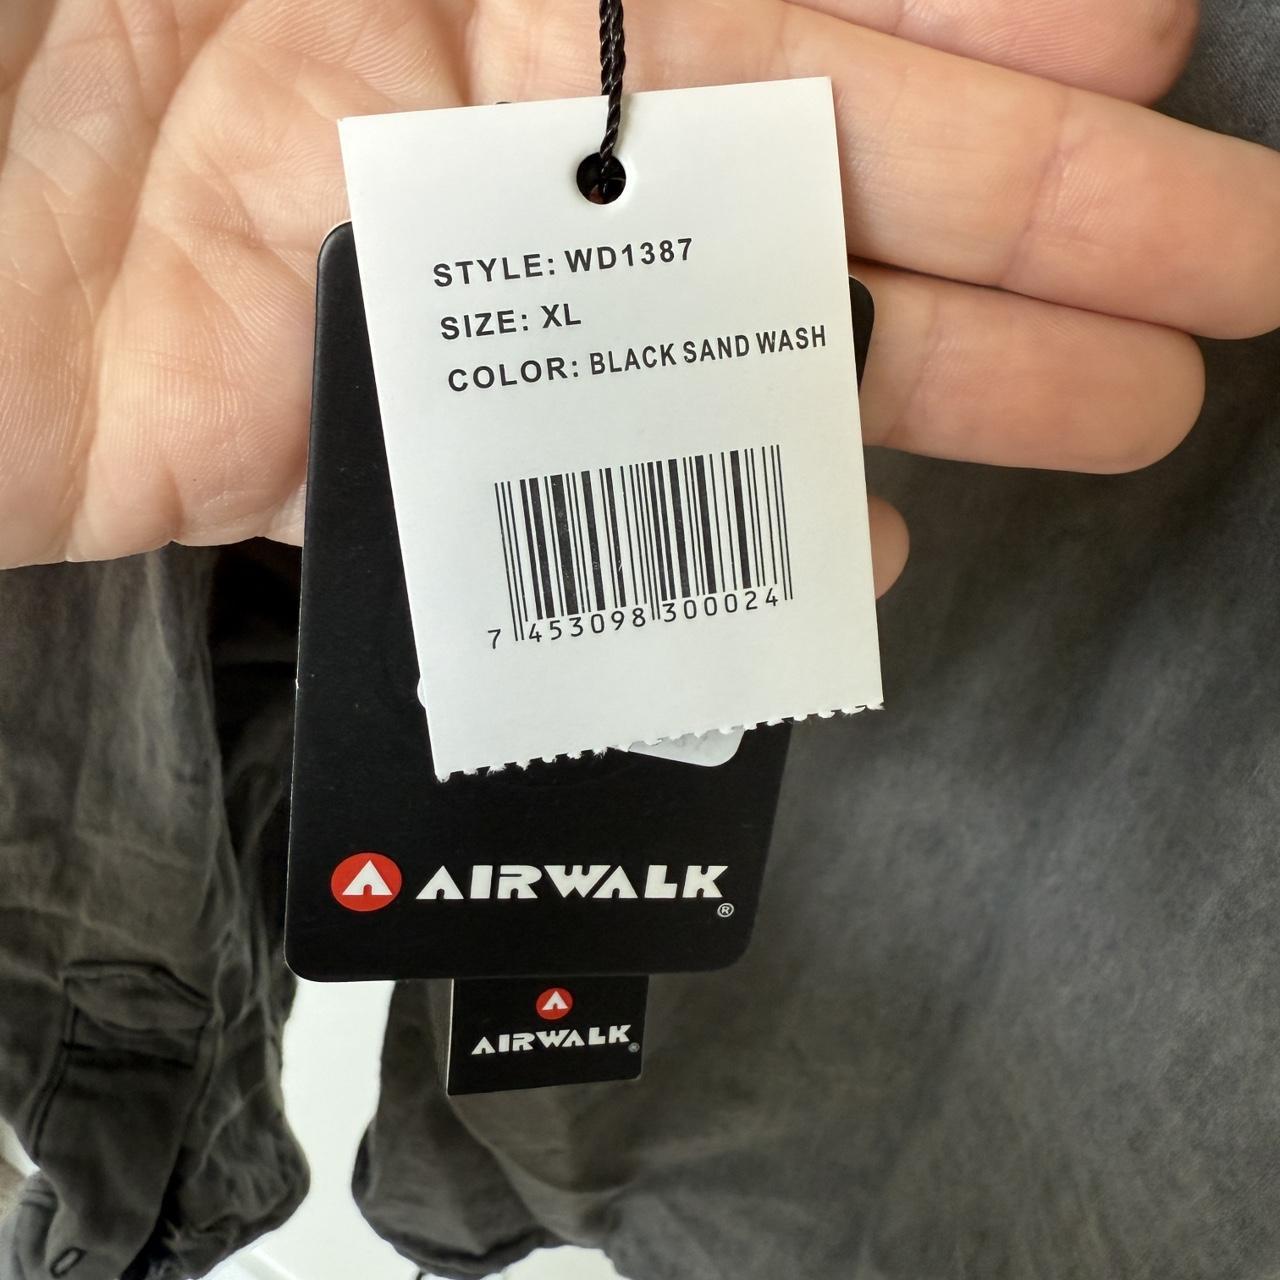 STYLE: WD1387
SIZE: XL
COLOR: BLACK SAND WASH
7 453098 300024
AIRWALK®
AIRWALK®